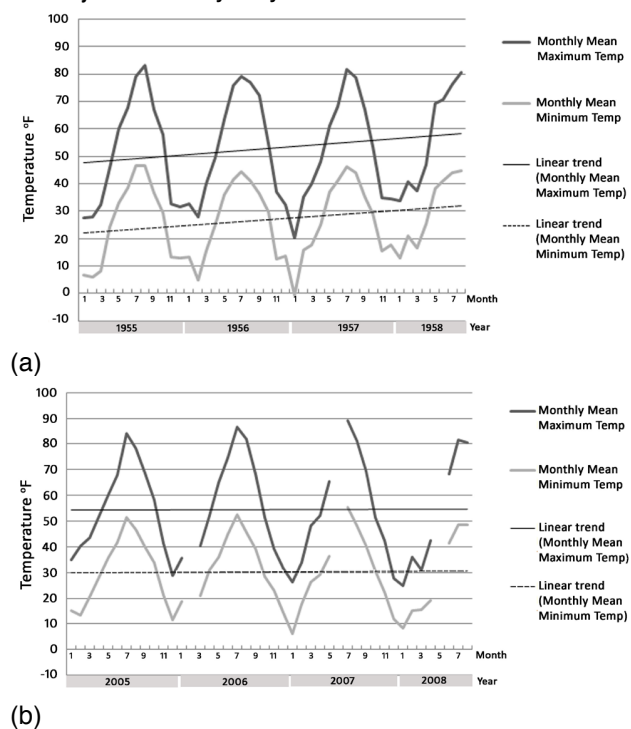 100
90
80
70
60
50
40
30
20
10
0
-10
Temperature °F
1 3 5 7 9 11 1 3 5 7 9 11 1 3 5 7 9 11 1 3 5 7 Month
1955 1956 1957 1958 Year
Monthly Mean
Maximum Temp
Monthly Mean
Minimum Temp
Linear trend
(Monthly Mean
Maximum Temp)
Linear trend
(Monthly Mean
Minimum Temp)
(a)
100
90
80
70
60
50
40
30
20
10
0
-10
Temperature °F
1 3 5 7 9 11 1 3 5 7 9 11 1 3 5 7 9 11 1 3 5 7 Month
2005 2006 2007 2008 Year
Monthly Mean
Maximum Temp
Monthly Mean
Minimum Temp
Linear trend
(Monthly Mean
Maximum Temp)
Linear trend
(Monthly Mean
Minimum Temp)
(b)